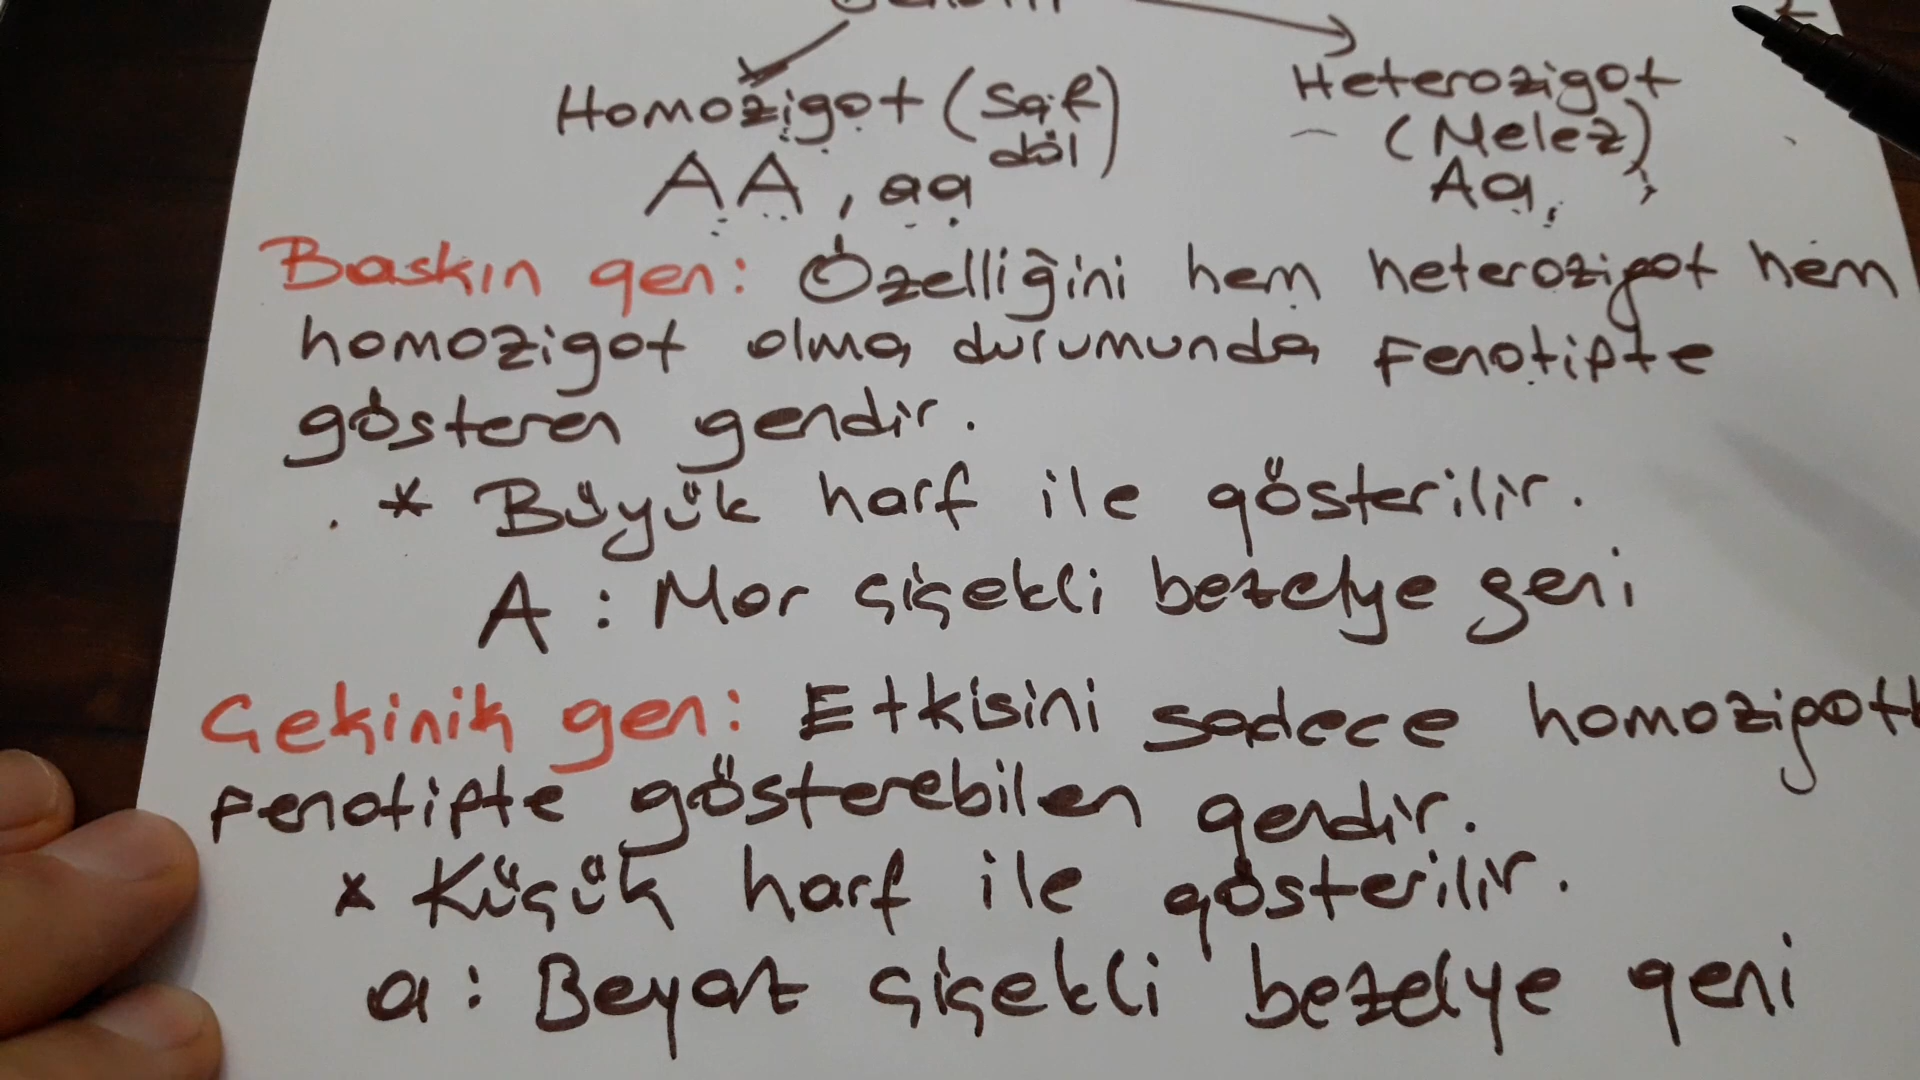 Homozigot (Saf döl)
Heterozigot
(Melez)
AA, aa
Aa
Baskın gen: Özelliğini hem heterozigot hem
homozigot olma durumunda Fenotipte
gösteren gendir.
* Büyük harf ile gösterilir.
A : Mor çiçekli bezelye geni
Çekinik gen: Etkisini sadece
Fenotipte gösterebilen gendir.
* Küçük harf ile gösterilir.
a : Beyaz çiçekli bezelye geni